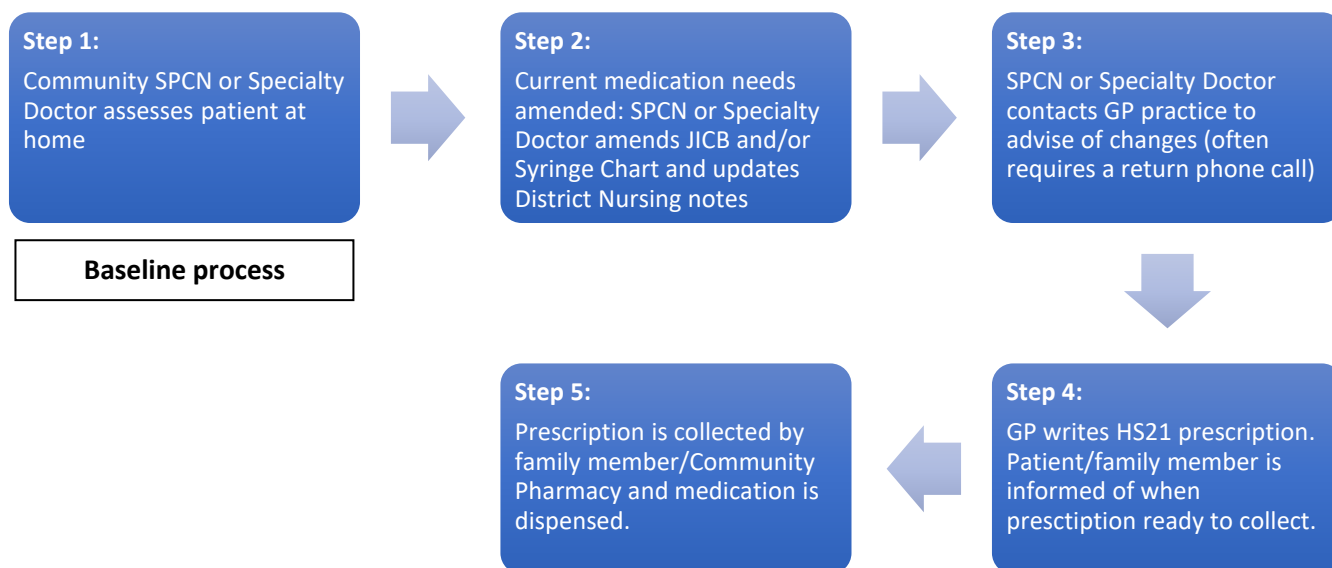 Step 1:
Community SPCN or Specialty
Doctor assesses patient at
home
Baseline process
Step 2:
Current medication needs
amended: SPCN or Specialty
Doctor amends JICB and/or
Syringe Chart and updates
District Nursing notes
Step 3:
SPCN or Specialty Doctor
contacts GP practice to
advise of changes (often
requires a return phone call)
Step 4:
GP writes HS21 prescription.
Patient/family member is
informed of when
presctiption ready to collect.
Step 5:
Prescription is collected by
family member/Community
Pharmacy and medication is
dispensed.